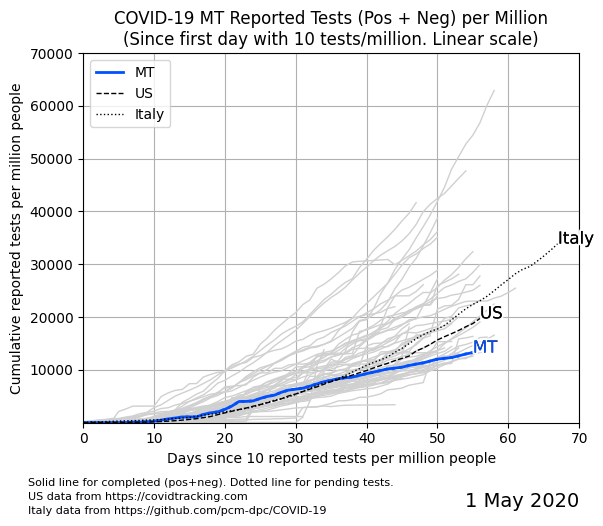 COVID-19 MT Reported Tests (Pos + Neg) per Million
(Since first day with 10 tests/million. Linear scale)
Cumulative reported tests per million people
70000
60000
50000
40000
30000
20000
10000
MT
US
Italy
Italy
US
MT
0 10 20 30 40 50 60 70
Days since 10 reported tests per million people
Solid line for completed (pos+neg). Dotted line for pending tests.
US data from https://covidtracking.com
Italy data from https://github.com/pcm-dpc/COVID-19
1 May 2020